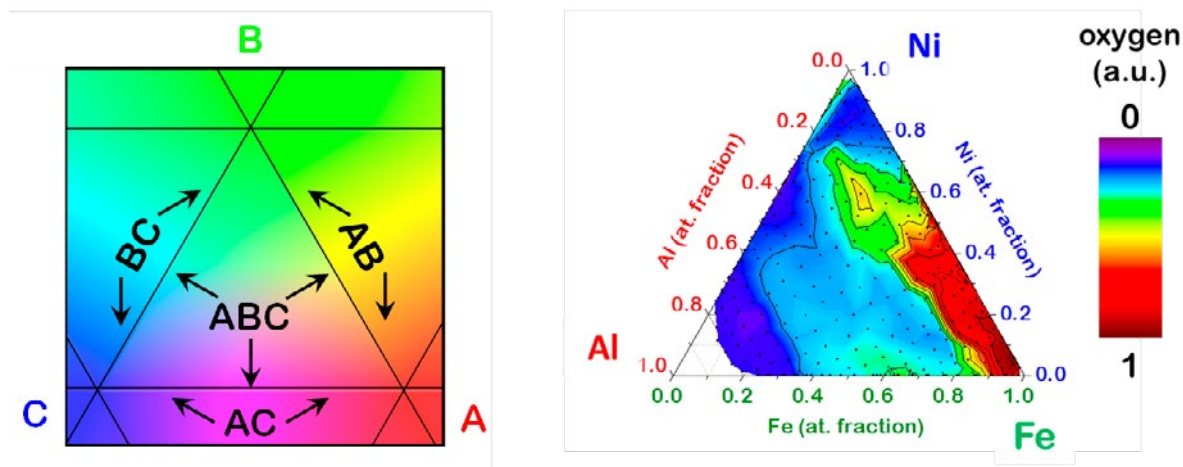 B
BC
AB
ABC
AC
C
A
Ni
oxygen
(a.u.)
0
1
0.0
0.2
0.4
0.6
0.8
1.0
Al (at. fraction)
1.0
0.8
0.6
0.4
0.2
0.0
Ni (at. fraction)
Al
0.0
0.2
0.4
0.6
0.8
1.0
Fe (at. fraction)
Fe